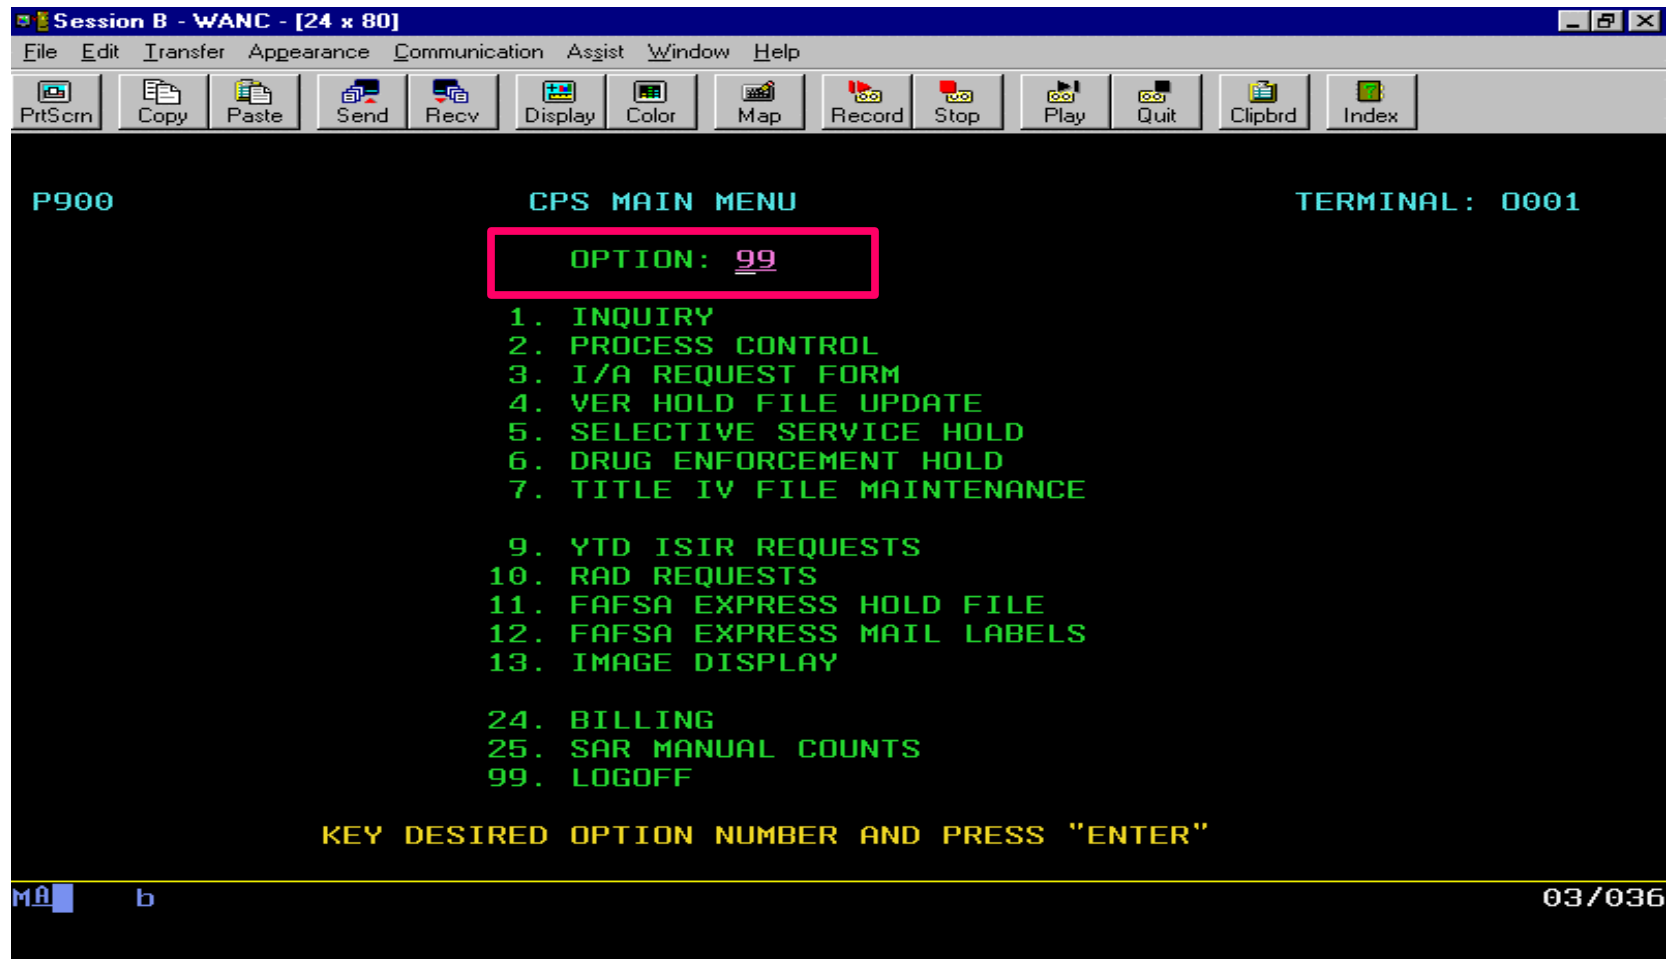 Session B - WANC - [24 x 80]
File Edit Transfer Appearance Communication Assist Window Help
PrtScrn Copy Paste Send Recv Display Color Map Record Stop Play Quit Clipbrd Index
P900 CPS MAIN MENU TERMINAL: 0001
OPTION: 99
1. INQUIRY
2. PROCESS CONTROL
3. I/A REQUEST FORM
4. VER HOLD FILE UPDATE
5. SELECTIVE SERVICE HOLD
6. DRUG ENFORCEMENT HOLD
7. TITLE IV FILE MAINTENANCE
9. YTD ISIR REQUESTS
10. RAD REQUESTS
11. FAFSA EXPRESS HOLD FILE
12. FAFSA EXPRESS MAIL LABELS
13. IMAGE DISPLAY
24. BILLING
25. SAR MANUAL COUNTS
99. LOGOFF
KEY DESIRED OPTION NUMBER AND PRESS "ENTER"
MA b 03/036